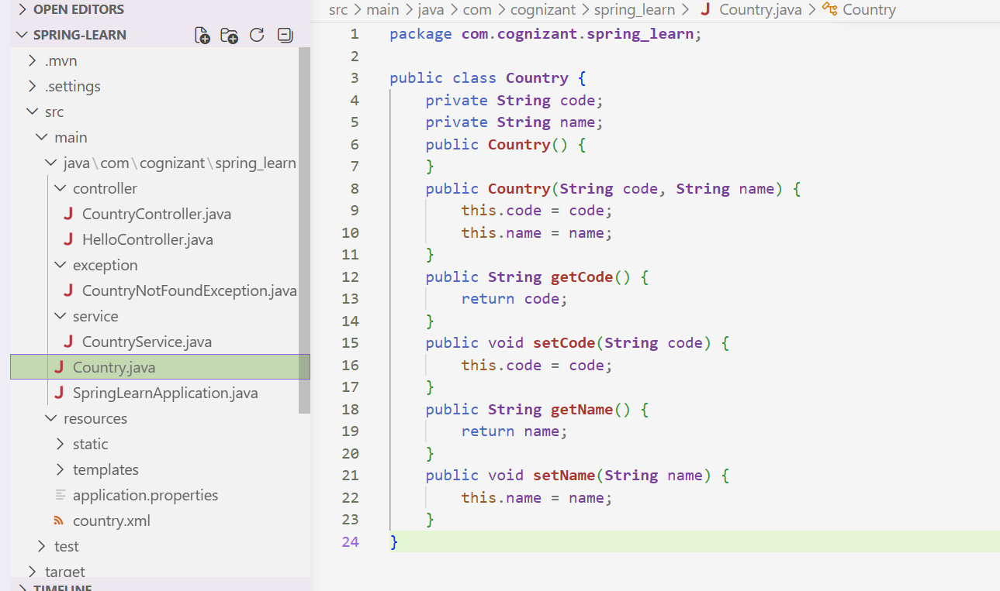 OPEN EDITORS
SPRING-LEARN
.mvn
.settings
src
main
java\com\cognizant\spring_learn
controller
CountryController.java
HelloController.java
exception
CountryNotFoundException.java
service
CountryService.java
Country.java
SpringLearnApplication.java
resources
static
templates
application.properties
country.xml
test
target
TIMELINE
src > main > java > com > cognizant > spring_learn > J Country.java > Country
1 package com.cognizant.spring_learn;
2
3 public class Country {
4     private String code;
5     private String name;
6     public Country() {
7     }
8     public Country(String code, String name) {
9         this.code = code;
10         this.name = name;
11     }
12     public String getCode() {
13         return code;
14     }
15     public void setCode(String code) {
16         this.code = code;
17     }
18     public String getName() {
19         return name;
20     }
21     public void setName(String name) {
22         this.name = name;
23     }
24 }